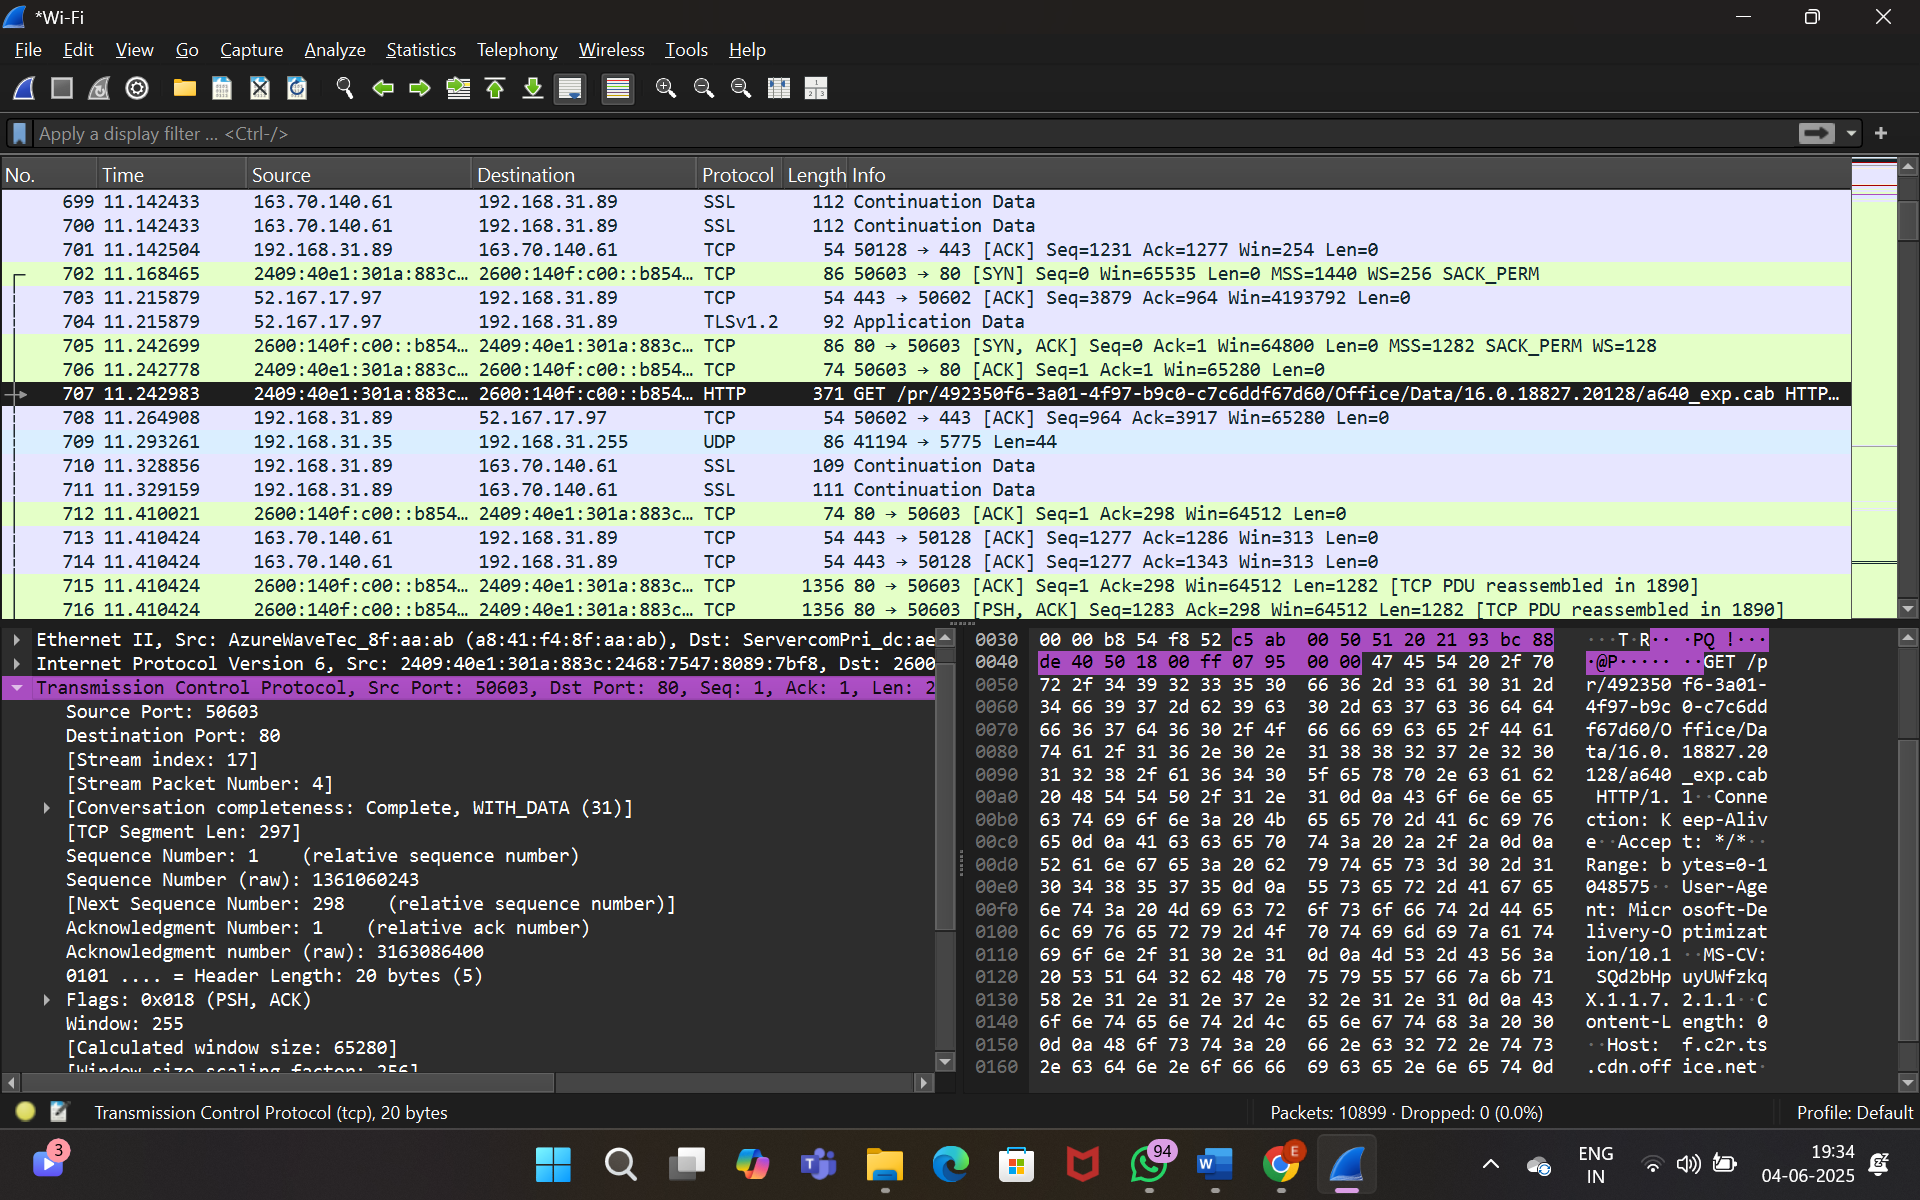 *Wi-Fi
File Edit View Go Capture Analyze Statistics Telephony Wireless Tools Help
Apply a display filter ... <Ctrl-/>
No. Time Source Destination Protocol Length Info
699 11.142433 163.70.140.61 192.168.31.89 SSL 112 Continuation Data
700 11.142433 163.70.140.61 192.168.31.89 SSL 112 Continuation Data
701 11.142504 192.168.31.89 163.70.140.61 TCP 54 50128 → 443 [ACK] Seq=1231 Ack=1277 Win=254 Len=0
702 11.168465 2409:40e1:301a:883c… 2600:140f:c00::b854… TCP 86 50603 → 80 [SYN] Seq=0 Win=65535 Len=0 MSS=1440 WS=256 SACK_PERM
703 11.215879 52.167.17.97 192.168.31.89 TCP 54 443 → 50602 [ACK] Seq=3879 Ack=964 Win=4193792 Len=0
704 11.215879 52.167.17.97 192.168.31.89 TLSv1.2 92 Application Data
705 11.242699 2600:140f:c00::b854… 2409:40e1:301a:883c… TCP 86 80 → 50603 [SYN, ACK] Seq=0 Ack=1 Win=64800 Len=0 MSS=1282 SACK_PERM WS=128
706 11.242778 2409:40e1:301a:883c… 2600:140f:c00::b854… TCP 74 50603 → 80 [ACK] Seq=1 Ack=1 Win=65280 Len=0
707 11.242983 2409:40e1:301a:883c… 2600:140f:c00::b854… HTTP 371 GET /pr/492350f6-3a01-4f97-b9c0-c7c6ddf67d60/Office/Data/16.0.18827.20128/a640_exp.cab HTTP…
708 11.264908 192.168.31.89 52.167.17.97 TCP 54 50602 → 443 [ACK] Seq=964 Ack=3917 Win=65280 Len=0
709 11.293261 192.168.31.35 192.168.31.255 UDP 86 41194 → 5775 Len=44
710 11.328856 192.168.31.89 163.70.140.61 SSL 109 Continuation Data
711 11.329159 192.168.31.89 163.70.140.61 SSL 111 Continuation Data
712 11.410021 2600:140f:c00::b854… 2409:40e1:301a:883c… TCP 74 80 → 50603 [ACK] Seq=1 Ack=298 Win=64512 Len=0
713 11.410424 163.70.140.61 192.168.31.89 TCP 54 443 → 50128 [ACK] Seq=1277 Ack=1286 Win=313 Len=0
714 11.410424 163.70.140.61 192.168.31.89 TCP 54 443 → 50128 [ACK] Seq=1277 Ack=1343 Win=313 Len=0
715 11.410424 2600:140f:c00::b854… 2409:40e1:301a:883c… TCP 1356 80 → 50603 [ACK] Seq=1 Ack=298 Win=64512 Len=1282 [TCP PDU reassembled in 1890]
716 11.410424 2600:140f:c00::b854… 2409:40e1:301a:883c… TCP 1356 80 → 50603 [PSH, ACK] Seq=1283 Ack=298 Win=64512 Len=1282 [TCP PDU reassembled in 1890]
Ethernet II, Src: AzureWaveTec_8f:aa:ab (a8:41:f4:8f:aa:ab), Dst: ServercomPri_dc:ae
Internet Protocol Version 6, Src: 2409:40e1:301a:883c:2468:7547:8089:7bf8, Dst: 2600
Transmission Control Protocol, Src Port: 50603, Dst Port: 80, Seq: 1, Ack: 1, Len: 2
Source Port: 50603
Destination Port: 80
[Stream index: 17]
[Stream Packet Number: 4]
[Conversation completeness: Complete, WITH_DATA (31)]
[TCP Segment Len: 297]
Sequence Number: 1 (relative sequence number)
Sequence Number (raw): 1361060243
[Next Sequence Number: 298 (relative sequence number)]
Acknowledgment Number: 1 (relative ack number)
Acknowledgment number (raw): 3163086400
0101 .... = Header Length: 20 bytes (5)
Flags: 0x018 (PSH, ACK)
Window: 255
[Calculated window size: 65280]
[Window size scaling factor: 256]
0030 00 00 b8 54 f8 52 c5 ab 00 50 51 20 21 93 bc 88 ···T·R·· ·PQ !···
0040 de 40 50 18 00 ff 07 95 00 00 47 45 54 20 2f 70 ·@P····· ··GET /p
0050 72 2f 34 39 32 33 35 30 66 36 2d 33 61 30 31 2d r/492350 f6-3a01-
0060 34 66 39 37 2d 62 39 63 30 2d 63 37 63 36 64 64 4f97-b9c 0-c7c6dd
0070 66 36 37 64 36 30 2f 4f 66 66 69 63 65 2f 44 61 f67d60/O ffice/Da
0080 74 61 2f 31 36 2e 30 2e 31 38 38 32 37 2e 32 30 ta/16.0. 18827.20
0090 31 32 38 2f 61 36 34 30 5f 65 78 70 2e 63 61 62 128/a640 _exp.cab
00a0 20 48 54 54 50 2f 31 2e 31 0d 0a 43 6f 6e 6e 65 HTTP/1. 1··Conne
00b0 63 74 69 6f 6e 3a 20 4b 65 65 70 2d 41 6c 69 76 ction: K eep-Aliv
00c0 65 0d 0a 41 63 63 65 70 74 3a 20 2a 2f 2a 0d 0a e··Accep t: */*··
00d0 52 61 6e 67 65 3a 20 62 79 74 65 73 3d 30 2d 31 Range: b ytes=0-1
00e0 30 34 38 35 37 35 0d 0a 55 73 65 72 2d 41 67 65 048575·· User-Age
00f0 6e 74 3a 20 4d 69 63 72 6f 73 6f 66 74 2d 44 65 nt: Micr osoft-De
0100 6c 69 76 65 72 79 2d 4f 70 74 69 6d 69 7a 61 74 livery-O ptimizat
0110 69 6f 6e 2f 31 30 2e 31 0d 0a 4d 53 2d 43 56 3a ion/10.1 ··MS-CV:
0120 20 53 51 64 32 62 48 70 75 79 55 57 66 7a 6b 71 SQd2bHp uyUWfzkq
0130 58 2e 31 2e 31 2e 37 2e 32 2e 31 2e 31 0d 0a 43 X.1.1.7. 2.1.1··C
0140 6f 6e 74 65 6e 74 2d 4c 65 6e 67 74 68 3a 20 30 ontent-L ength: 0
0150 0d 0a 48 6f 73 74 3a 20 66 2e 63 32 72 2e 74 73 ··Host: f.c2r.ts
0160 2e 63 64 6e 2e 6f 66 66 69 63 65 2e 6e 65 74 0d .cdn.off ice.net·
Transmission Control Protocol (tcp), 20 bytes Packets: 10899 · Dropped: 0 (0.0%) Profile: Default
3 94 W E ENG 19:34
IN 04-06-2025